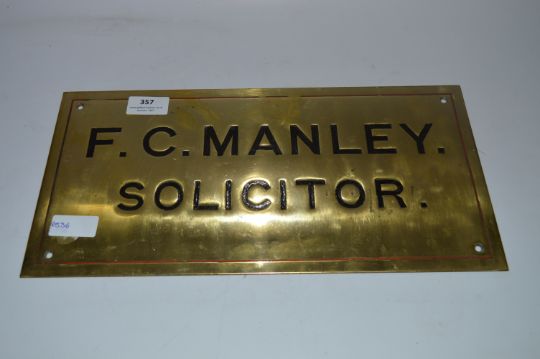 357
F. C. MANLEY.
SOLICITOR.